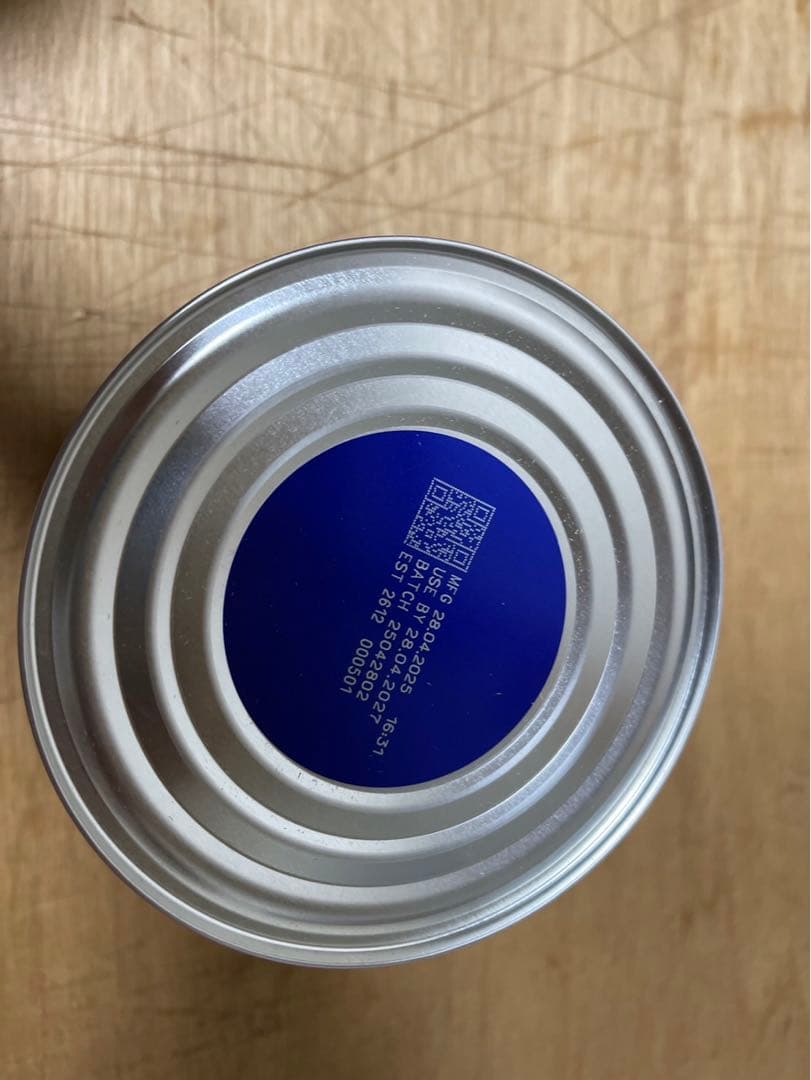 MFG 28.04.2025
USE BY 28.04.2027 16:31
BATCH 25042802
EST 2612 000501